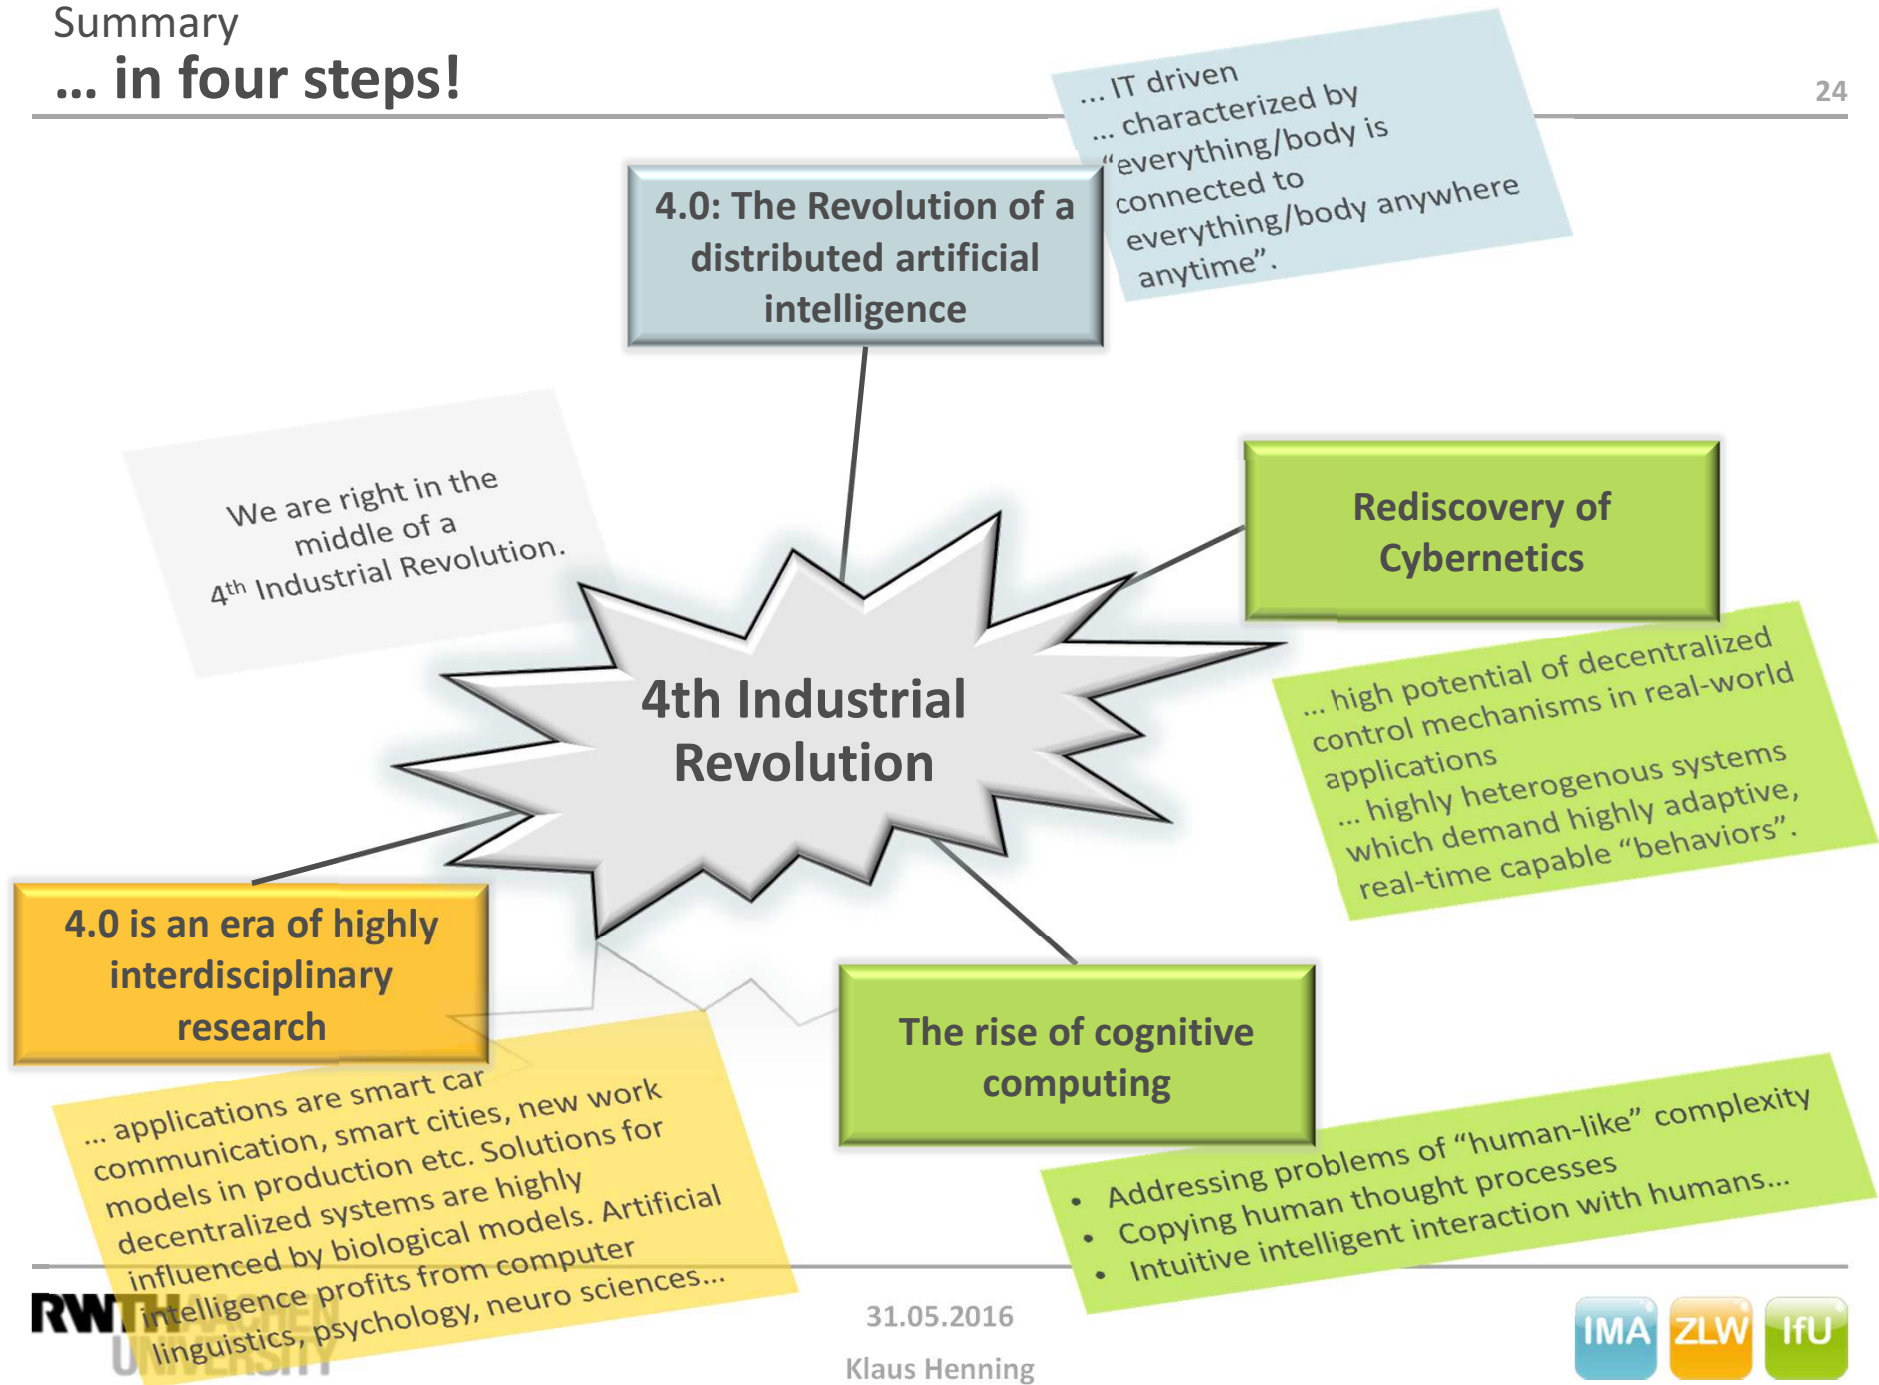 Summary
... in four steps!
24
... IT driven
... characterized by
“everything/body is
connected to
everything/body anywhere
anytime”.
4.0: The Revolution of a
distributed artificial
intelligence
We are right in the
middle of a
4th Industrial Revolution.
Rediscovery of
Cybernetics
... high potential of decentralized
control mechanisms in real-world
applications
... highly heterogenous systems
which demand highly adaptive,
real-time capable “behaviors”.
4th Industrial
Revolution
4.0 is an era of highly
interdisciplinary
research
... applications are smart car
communication, smart cities, new work
models in production etc. Solutions for
decentralized systems are highly
influenced by biological models. Artificial
intelligence profits from computer
linguistics, psychology, neuro sciences...
The rise of cognitive
computing
• Addressing problems of “human-like” complexity
• Copying human thought processes
• Intuitive intelligent interaction with humans...
RWTH AACHEN
UNIVERSITY
31.05.2016
Klaus Henning
IMA ZLW IfU